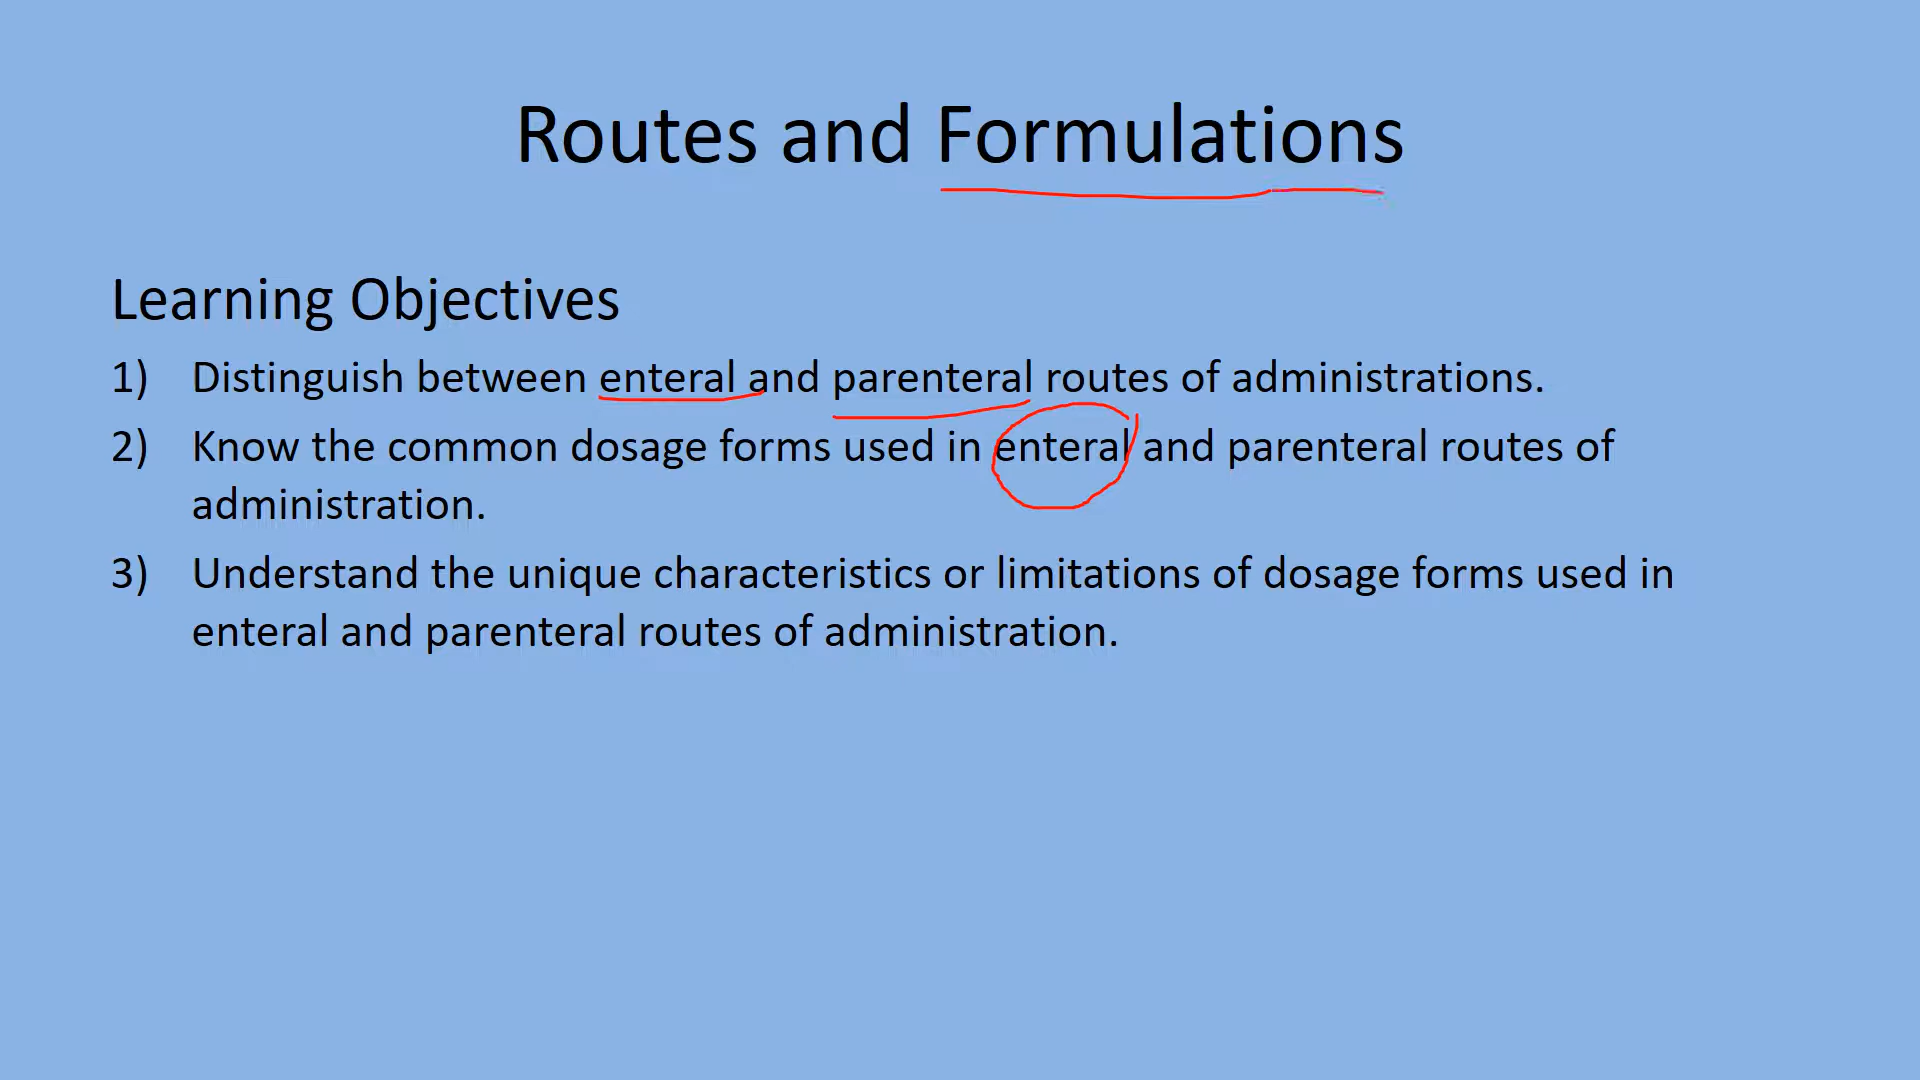 Routes and Formulations
Learning Objectives
1) Distinguish between enteral and parenteral routes of administrations.
2) Know the common dosage forms used in enteral and parenteral routes of
administration.
3) Understand the unique characteristics or limitations of dosage forms used in
enteral and parenteral routes of administration.